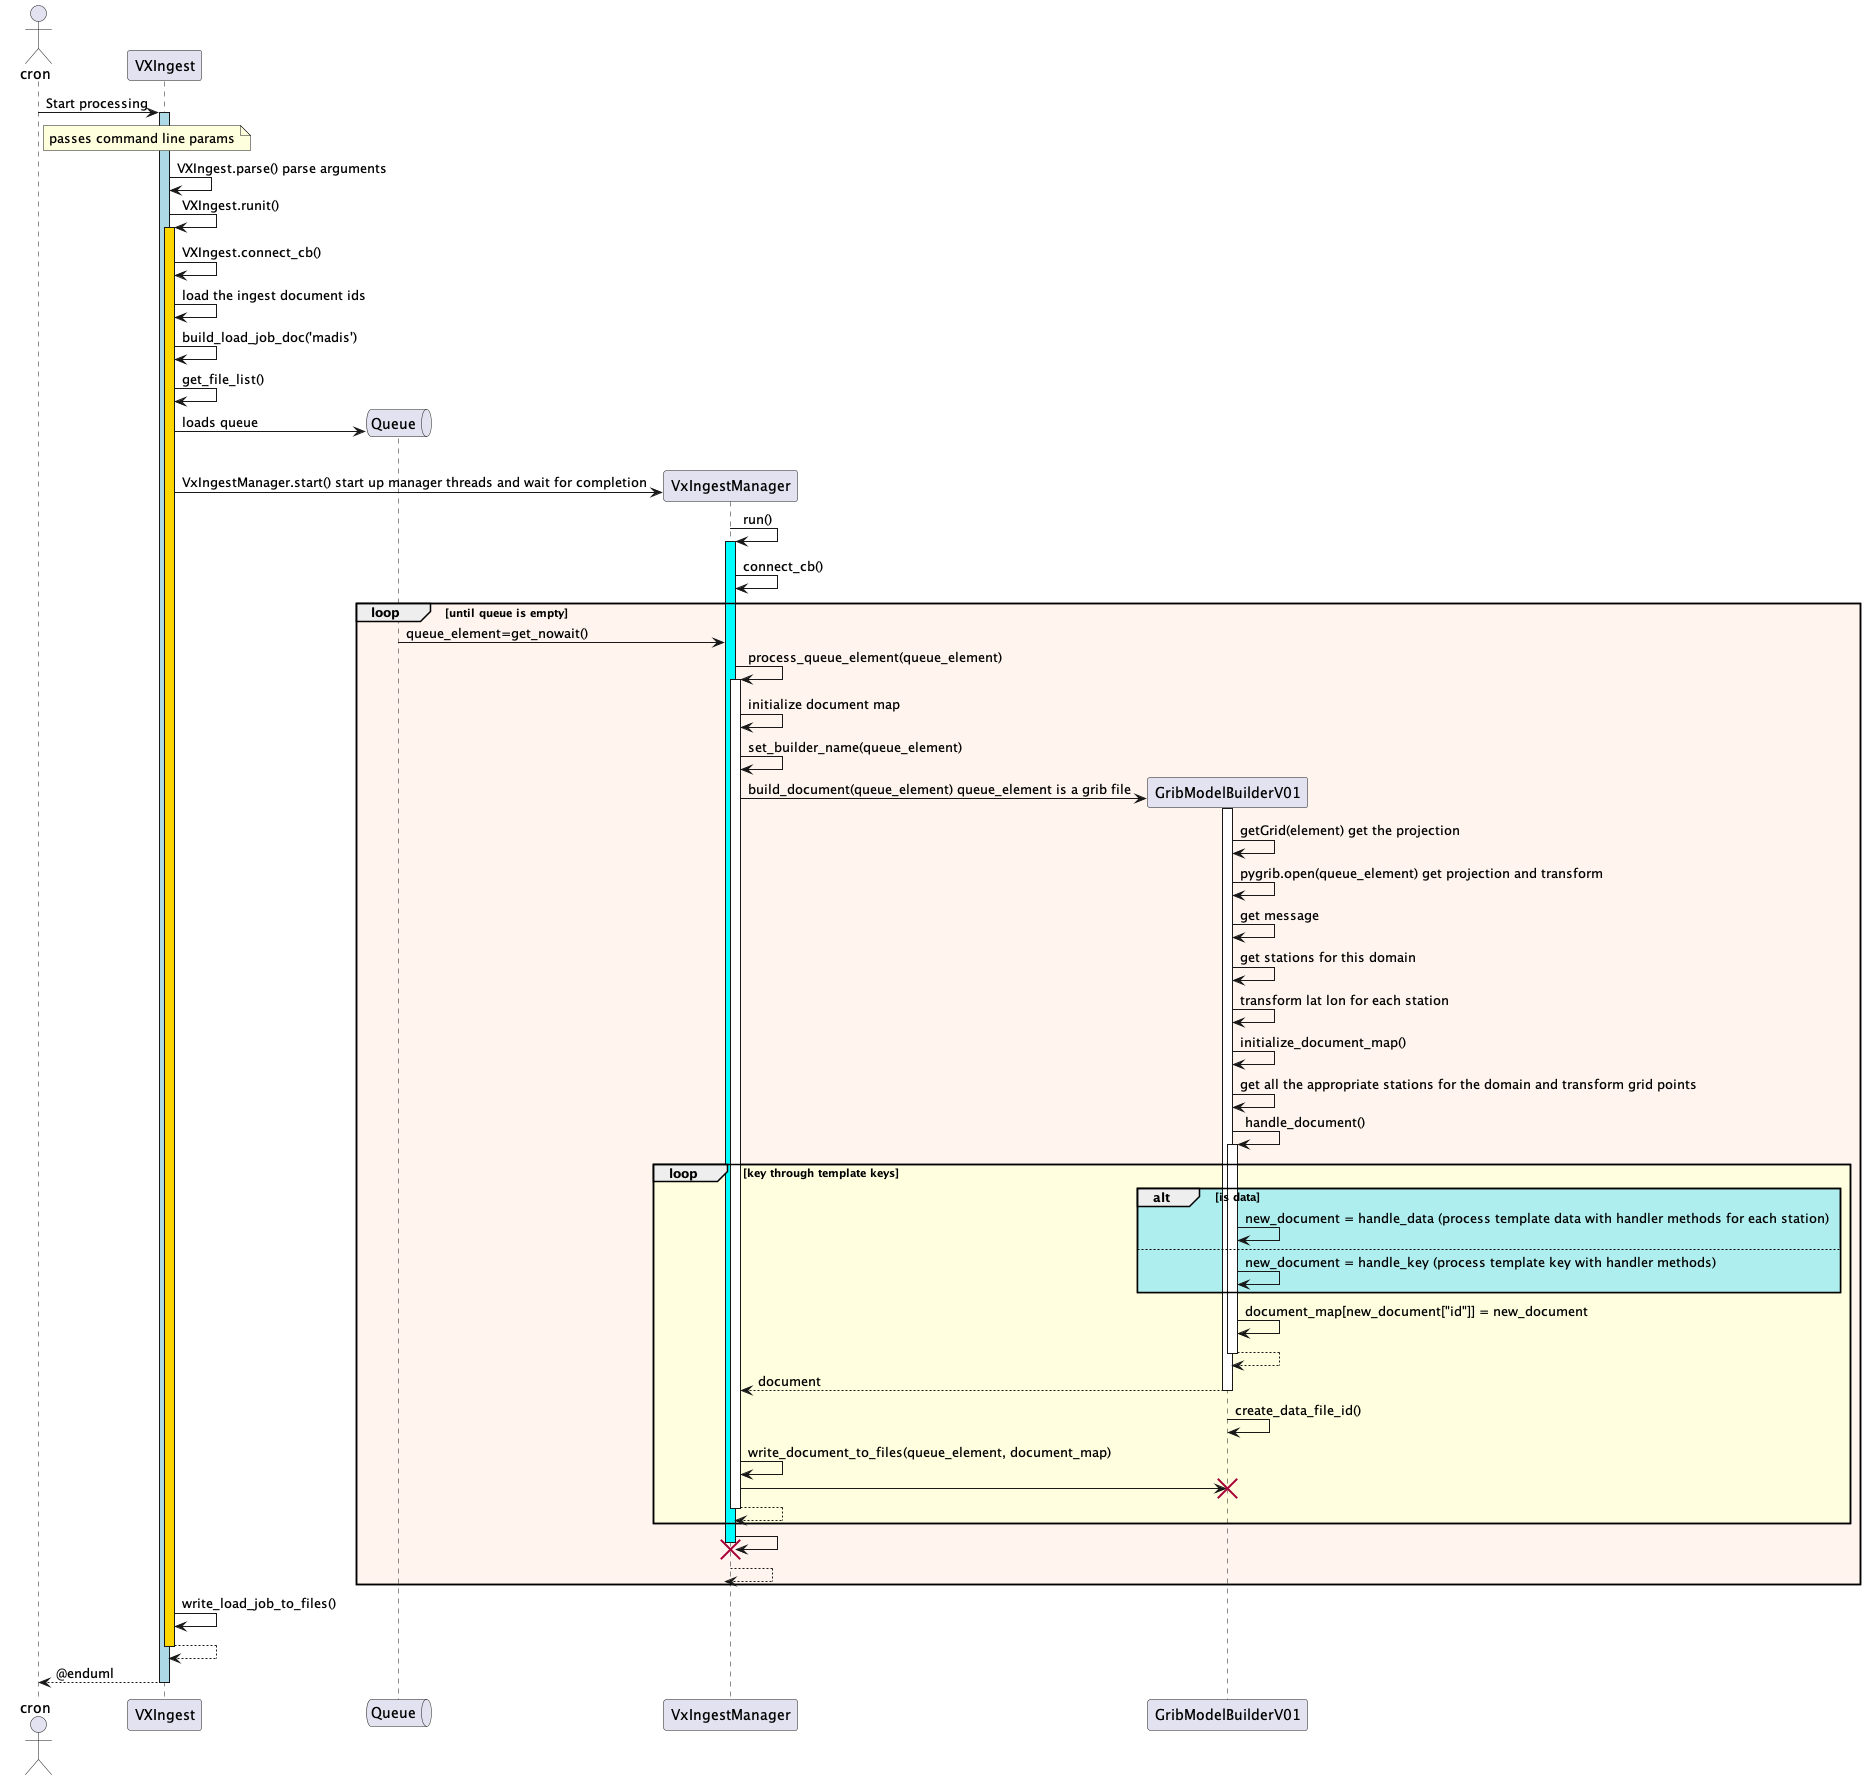 cron
VXIngest
Start processing
passes command line params
VXIngest.parse() parse arguments
VXIngest.runit()
VXIngest.connect_cb()
load the ingest document ids
build_load_job_doc('madis')
get_file_list()
loads queue
Queue
VxIngestManager.start() start up manager threads and wait for completion
VxIngestManager
run()
connect_cb()
loop [until queue is empty]
queue_element=get_nowait()
process_queue_element(queue_element)
initialize document map
set_builder_name(queue_element)
build_document(queue_element) queue_element is a grib file
GribModelBuilderV01
getGrid(element) get the projection
pygrib.open(queue_element) get projection and transform
get message
get stations for this domain
transform lat lon for each station
initialize_document_map()
get all the appropriate stations for the domain and transform grid points
handle_document()
loop [key through template keys]
alt [is data]
new_document = handle_data (process template data with handler methods for each station)
new_document = handle_key (process template key with handler methods)
document_map[new_document["id"]] = new_document
document
create_data_file_id()
write_document_to_files(queue_element, document_map)
write_load_job_to_files()
@enduml
cron
VXIngest
Queue
VxIngestManager
GribModelBuilderV01